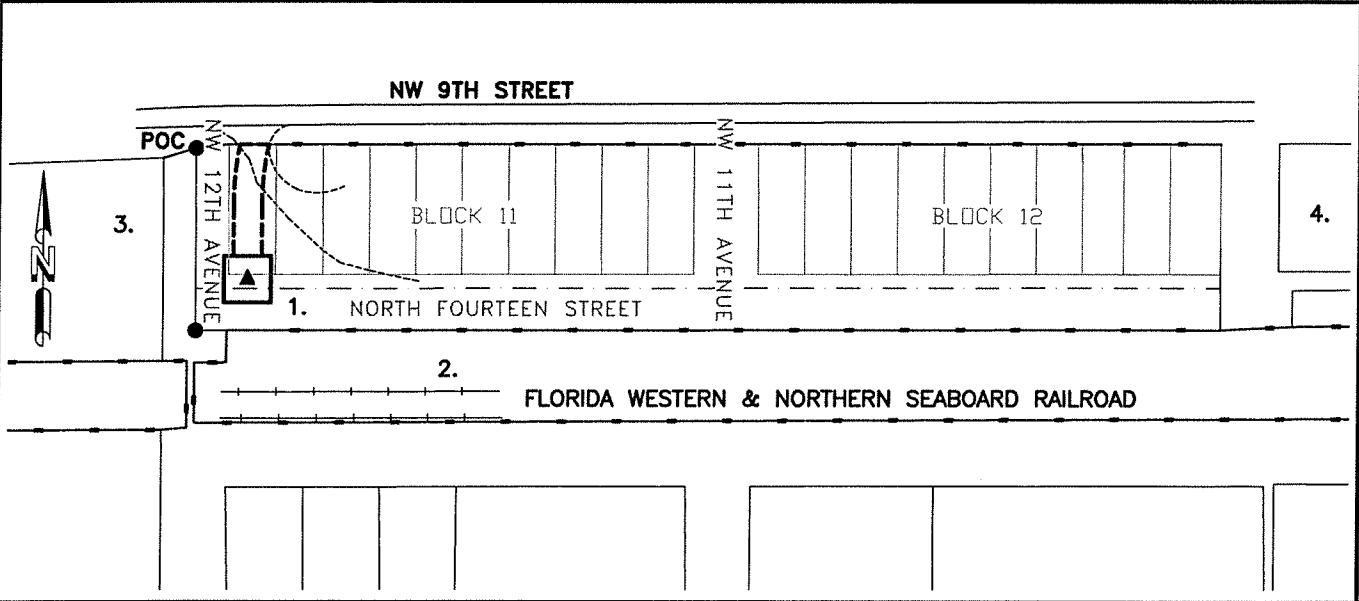 NW 9TH STREET
POC
NW 12TH AVENUE
NW 11TH AVENUE
3.
BLOCK 11
BLOCK 12
4.
N
1.
NORTH FOURTEEN STREET
2.
FLORIDA WESTERN & NORTHERN SEABOARD RAILROAD